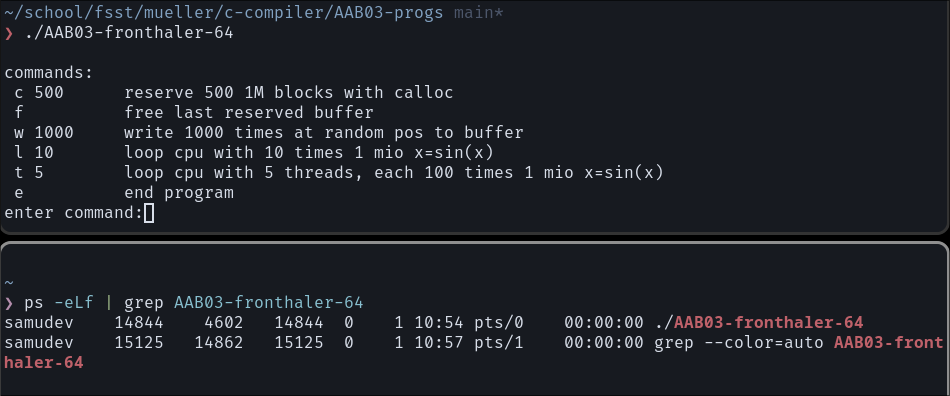 ~/school/fsst/mueller/c-compiler/AAB03-progs main*
❯ ./AAB03-fronthaler-64
commands:
 c 500      reserve 500 1M blocks with calloc
 f          free last reserved buffer
 w 1000     write 1000 times at random pos to buffer
 l 10       loop cpu with 10 times 1 mio x=sin(x)
 t 5        loop cpu with 5 threads, each 100 times 1 mio x=sin(x)
 e          end program
enter command:
~
❯ ps -eLf | grep AAB03-fronthaler-64
samudev    14844    4602   14844  0    1 10:54 pts/0    00:00:00 ./AAB03-fronthaler-64
samudev    15125   14862   15125  0    1 10:57 pts/1    00:00:00 grep --color=auto AAB03-front
haler-64